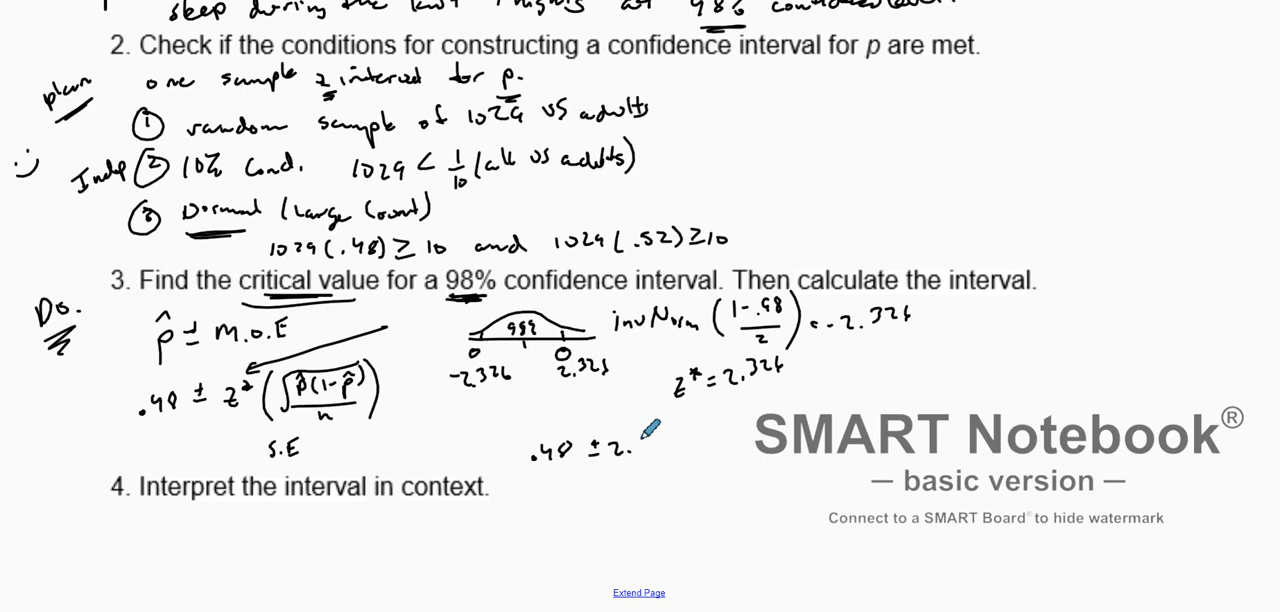 sleep during the last 7 nights at 98% confidence level.
2. Check if the conditions for constructing a confidence interval for p are met.
plan one sample z interval for p.
① random sample of 1029 US adults
:) Indep ② 10% Cond. 1029 < 1/10 (all US adults)
③ Normal (Large Count)
1029(.48) ≥ 10 and 1029(.52) ≥ 10
3. Find the critical value for a 98% confidence interval. Then calculate the interval.
Do. p̂ ± M.O.E
98%
-2.326 2.326
invNorm (1-.98/2) = -2.326
z* = 2.326
.48 ± z* (√p̂(1-p̂)/n)
S.E
.48 ± 2.
4. Interpret the interval in context.
SMART Notebook®
— basic version —
Connect to a SMART Board® to hide watermark
Extend Page